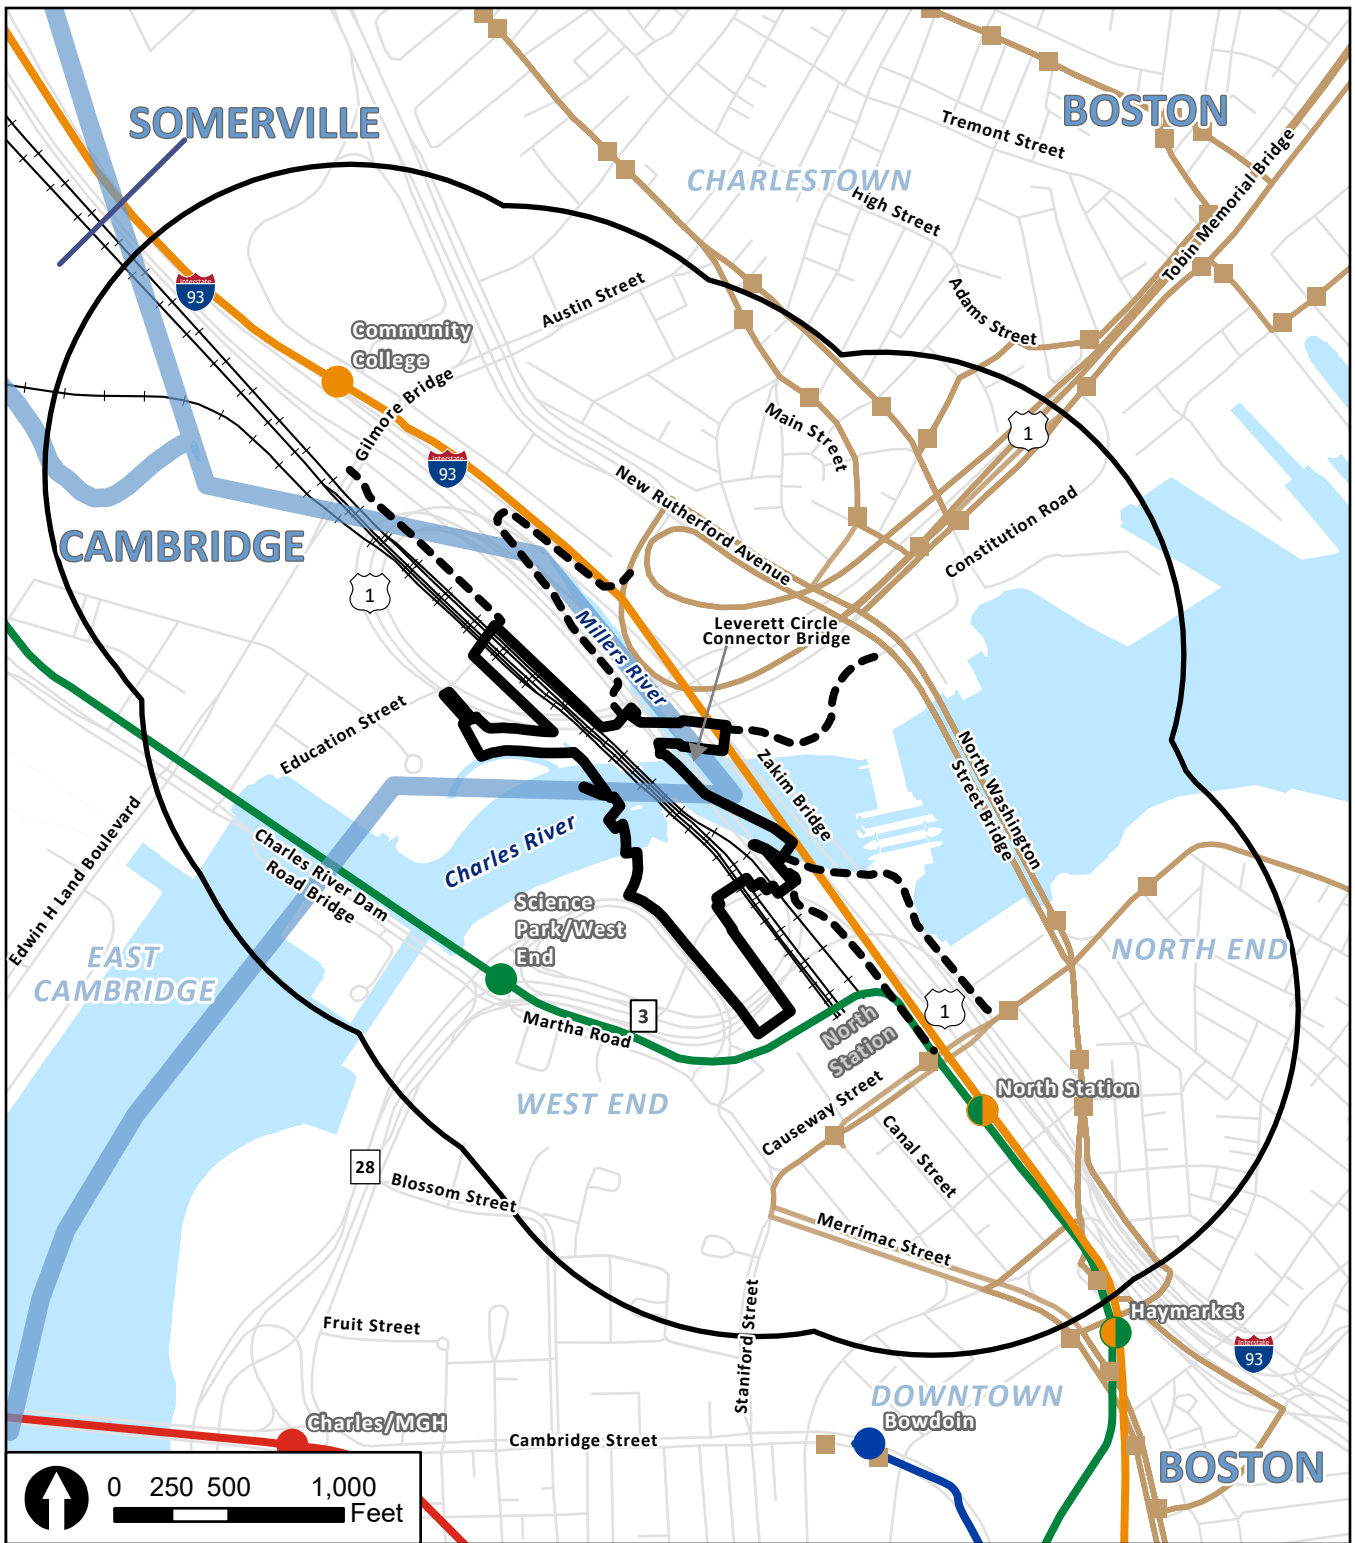 SOMERVILLE
BOSTON
Tremont Street
CHARLESTOWN
High Street
Tobin Memorial Bridge
Interstate
93
Austin Street
Adams Street
Community
College
Gilmore Bridge
Main Street
1
Interstate
93
New Rutherford Avenue
Constitution Road
CAMBRIDGE
1
Millers River
Leverett Circle
Connector Bridge
Education Street
Zakim Bridge
North Washington
Street Bridge
Charles River
Edwin H Land Boulevard
Charles River Dam
Road Bridge
Science
Park/West
End
EAST
CAMBRIDGE
NORTH END
3
Martha Road
1
North
Station
WEST END
North Station
Causeway Street
Canal Street
28
Blossom Street
Merrimac Street
Fruit Street
Staniford Street
Haymarket
Interstate
93
DOWNTOWN
Charles/MGH
Bowdoin
Cambridge Street
BOSTON
0 250 500 1,000
Feet